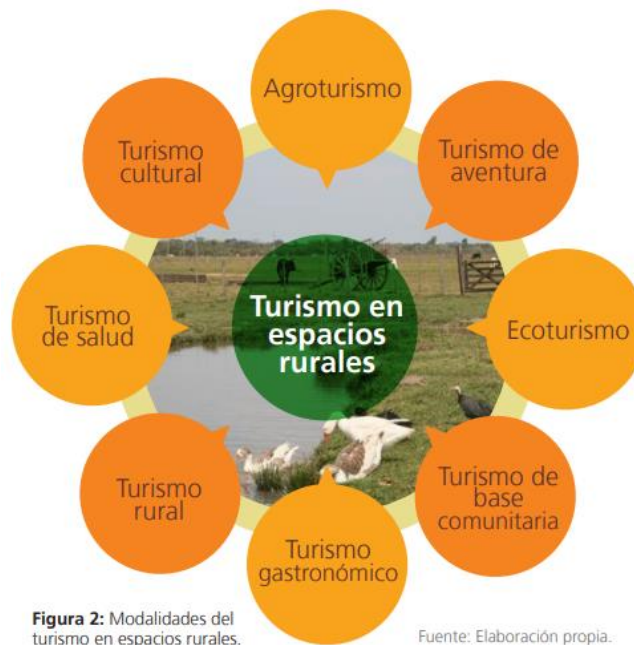 Agroturismo
Turismo de
aventura
Ecoturismo
Turismo de
base
comunitaria
Turismo
gastronómico
Turismo
rural
Turismo
de salud
Turismo
cultural
Turismo en
espacios
rurales
Figura 2: Modalidades del
turismo en espacios rurales.
Fuente: Elaboración propia.